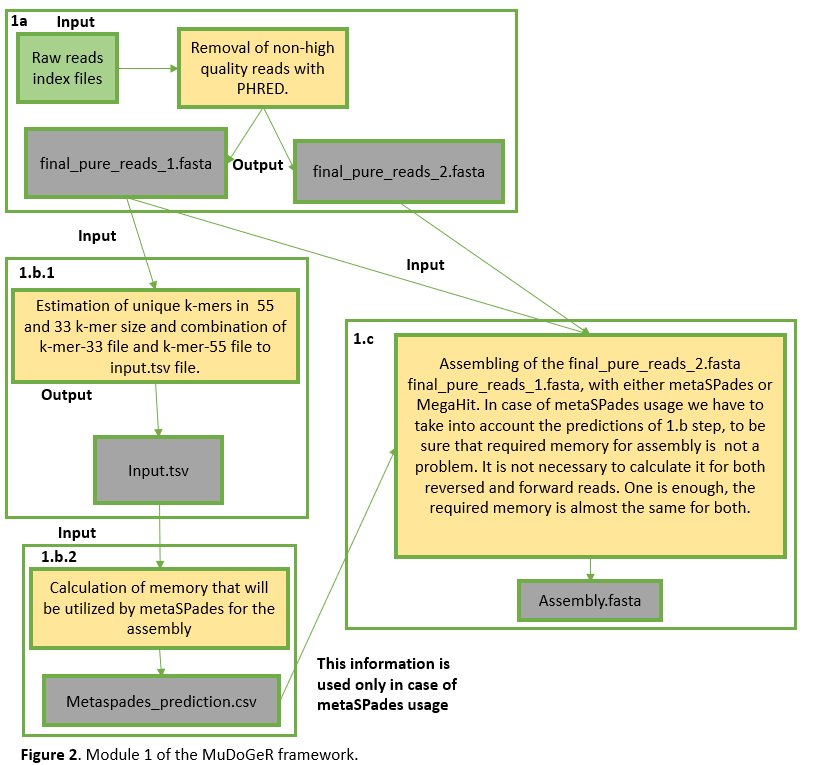 1a
Input
Raw reads
index files
Removal of non-high
quality reads with
PHRED.
final_pure_reads_1.fasta
Output
final_pure_reads_2.fasta
Input
Input
1.b.1
Estimation of unique k-mers in  55
and 33 k-mer size and combination of
k-mer-33 file and k-mer-55 file to
input.tsv file.
Output
Input.tsv
Input
1.b.2
Calculation of memory that will
be utilized by metaSPades for the
assembly
Metaspades_prediction.csv
1.c
Assembling of the final_pure_reads_2.fasta
final_pure_reads_1.fasta, with either metaSPades or
MegaHit. In case of metaSPades usage we have to
take into account the predictions of 1.b step, to be
sure that required memory for assembly is  not a
problem. It is not necessary to calculate it for both
reversed and forward reads. One is enough, the
required memory is almost the same for both.
Assembly.fasta
This information is
used only in case of
metaSPades usage
Figure 2. Module 1 of the MuDoGeR framework.